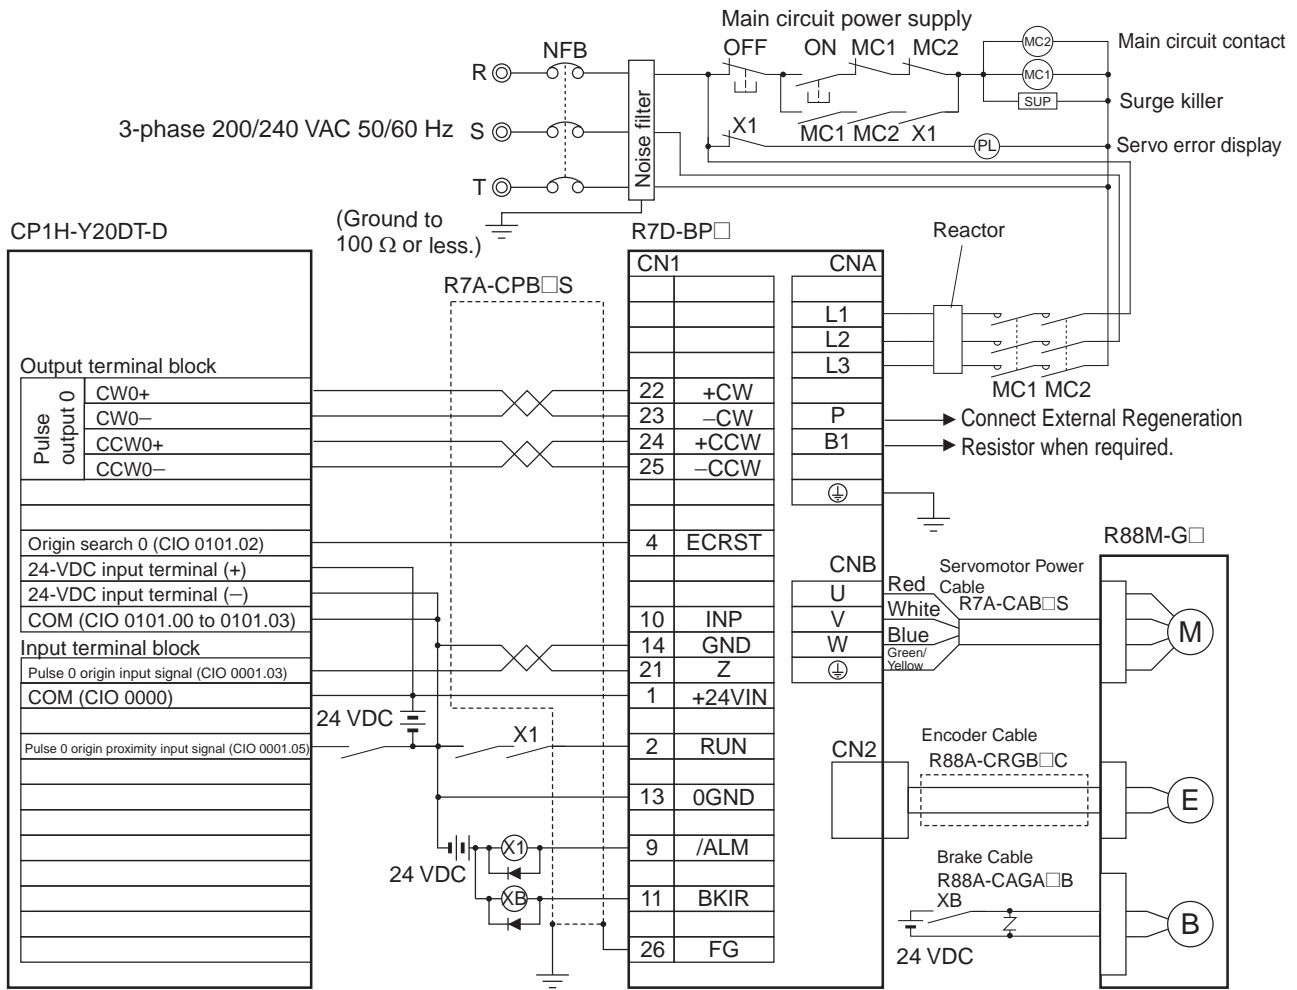 Main circuit power supply
NFB
OFF ON MC1 MC2
MC2
Main circuit contact
R
MC1
SUP
Surge killer
3-phase 200/240 VAC 50/60 Hz S
Noise filter
X1
MC1 MC2 X1
PL
Servo error display
T
(Ground to
100 Ω or less.)
CP1H-Y20DT-D
R7D-BP□
Reactor
CN1
CNA
R7A-CPB□S
L1
L2
L3
MC1 MC2
Output terminal block
Pulse
output 0
CW0+
CW0−
CCW0+
CCW0−
22 +CW
23 −CW
24 +CCW
25 −CCW
P
B1
Connect External Regeneration
Resistor when required.
Origin search 0 (CIO 0101.02)
24-VDC input terminal (+)
24-VDC input terminal (−)
COM (CIO 0101.00 to 0101.03)
Input terminal block
Pulse 0 origin input signal (CIO 0001.03)
COM (CIO 0000)
24 VDC
Pulse 0 origin proximity input signal (CIO 0001.05)
X1
4 ECRST
10 INP
14 GND
21 Z
1 +24VIN
2 RUN
13 0GND
9 /ALM
11 BKIR
26 FG
X1
24 VDC
XB
CNB
U
V
W
Red
White
Blue
Green/
Yellow
Servomotor Power
Cable
R7A-CAB□S
R88M-G□
M
CN2
Encoder Cable
R88A-CRGB□C
E
Brake Cable
R88A-CAGA□B
XB
24 VDC
B